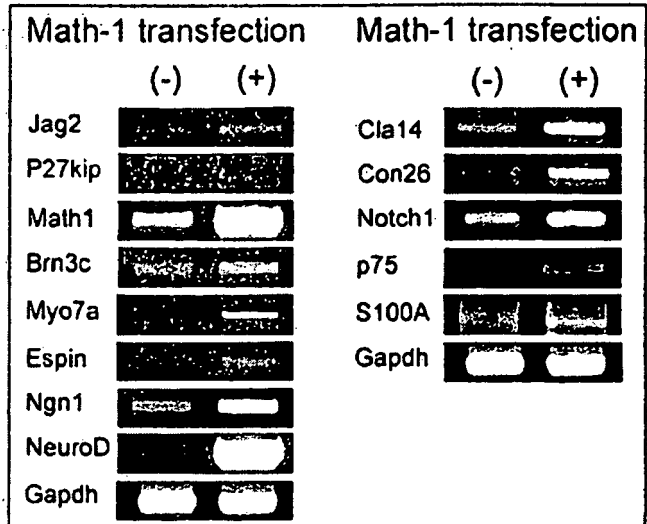 Math-1 transfection
(-) (+)
Jag2
P27kip
Math1
Brn3c
Myo7a
Espin
Ngn1
NeuroD
Gapdh
Math-1 transfection
(-) (+)
Cla14
Con26
Notch1
p75
S100A
Gapdh